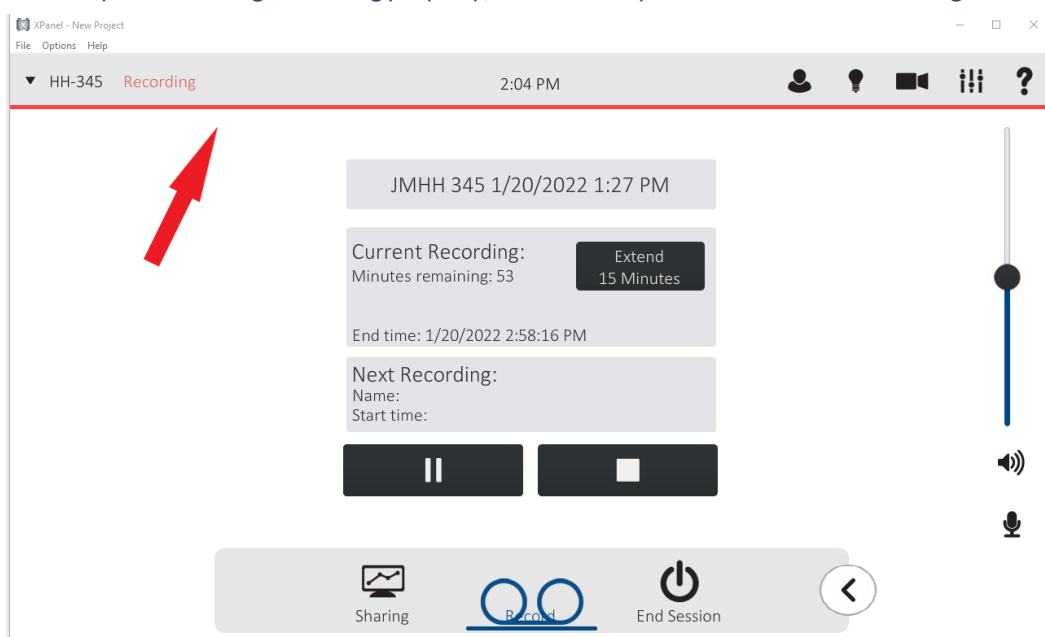 XPanel - New Project
File Options Help
HH-345 Recording 2:04 PM
JMHH 345 1/20/2022 1:27 PM
Current Recording:
Minutes remaining: 53
Extend
15 Minutes
End time: 1/20/2022 2:58:16 PM
Next Recording:
Name:
Start time:
Sharing Record End Session